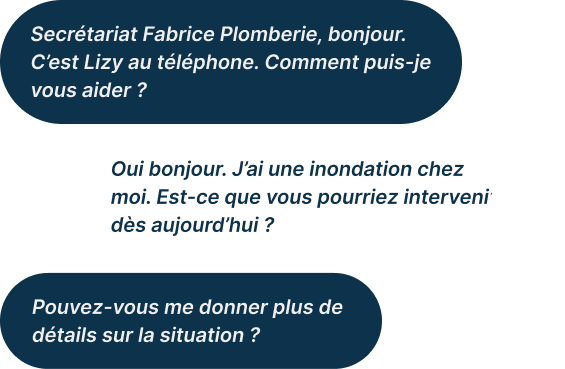 Secrétariat Fabrice Plomberie, bonjour.
C’est Lizy au téléphone. Comment puis-je
vous aider ?
Oui bonjour. J’ai une inondation chez
moi. Est-ce que vous pourriez intervenir
dès aujourd’hui ?
Pouvez-vous me donner plus de
détails sur la situation ?